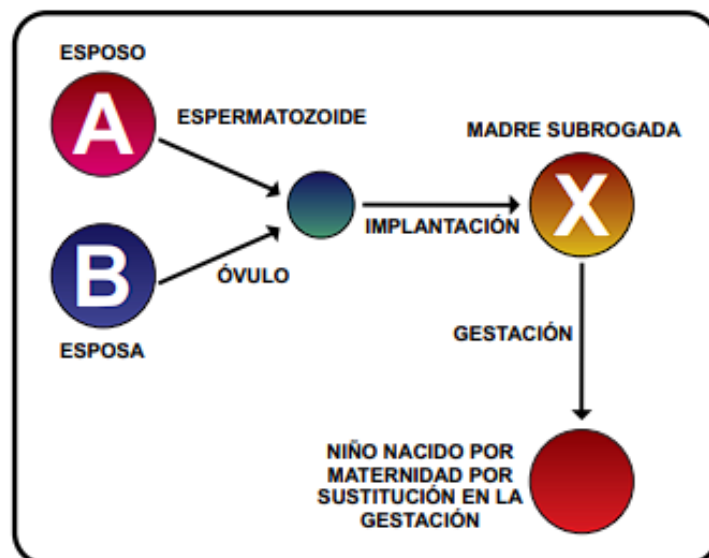 ESPOSO
A
ESPERMATOZOIDE
MADRE SUBROGADA
X
IMPLANTACIÓN
B
ÓVULO
ESPOSA
GESTACIÓN
NIÑO NACIDO POR
MATERNIDAD POR
SUSTITUCIÓN EN LA
GESTACIÓN